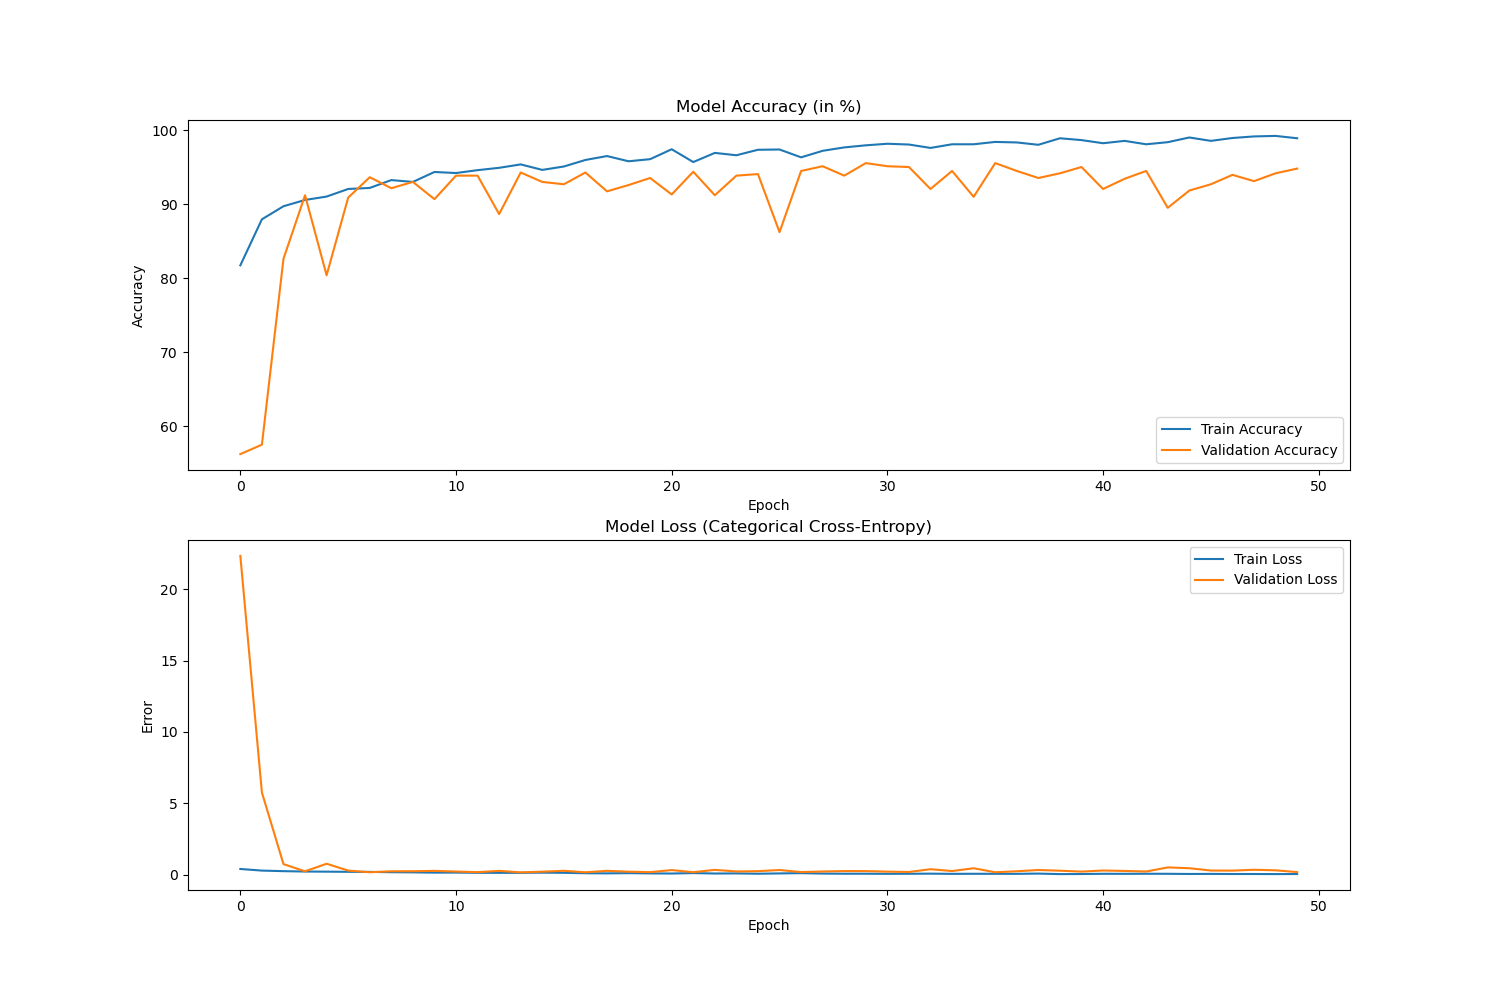 Model Accuracy (in %)
100
90
80
70
60
Accuracy
Train Accuracy
Validation Accuracy
0 10 20 30 40 50
Epoch
Model Loss (Categorical Cross-Entropy)
20
15
10
5
0
Error
Train Loss
Validation Loss
0 10 20 30 40 50
Epoch